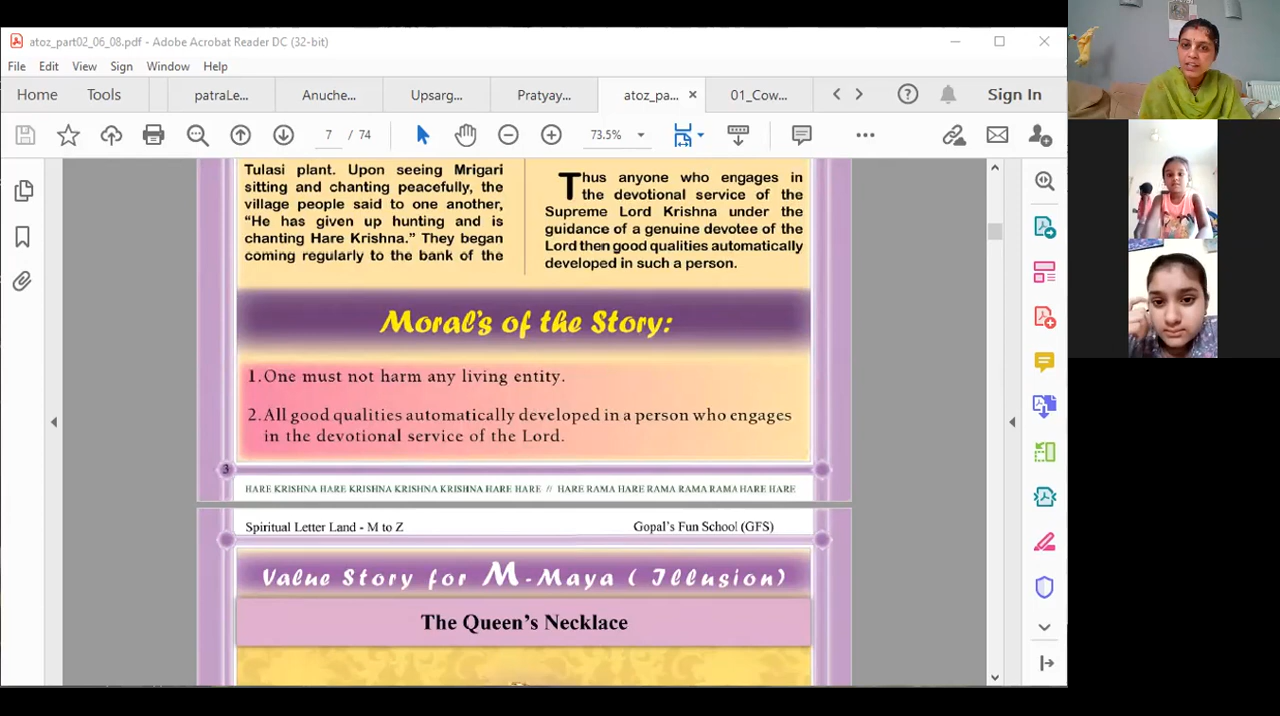 atoz_part02_06_08.pdf - Adobe Acrobat Reader DC (32-bit)
File Edit View Sign Window Help
Home Tools patraLe... Anuche... Upsarg... Pratyay... atoz_pa... 01_Cow... Sign In
7 / 74 73.5%
Tulasi plant. Upon seeing Mrigari
sitting and chanting peacefully, the
village people said to one another,
“He has given up hunting and is
chanting Hare Krishna.” They began
coming regularly to the bank of the
Thus anyone who engages in
the devotional service of the
Supreme Lord Krishna under the
guidance of a genuine devotee of the
Lord then good qualities automatically
developed in such a person.
Moral's of the Story:
1. One must not harm any living entity.
2. All good qualities automatically developed in a person who engages
in the devotional service of the Lord.
3
HARE KRISHNA HARE KRISHNA KRISHNA KRISHNA HARE HARE // HARE RAMA HARE RAMA RAMA RAMA HARE HARE
Spiritual Letter Land - M to Z Gopal's Fun School (GFS)
Value Story for M-Maya ( Illusion)
The Queen's Necklace